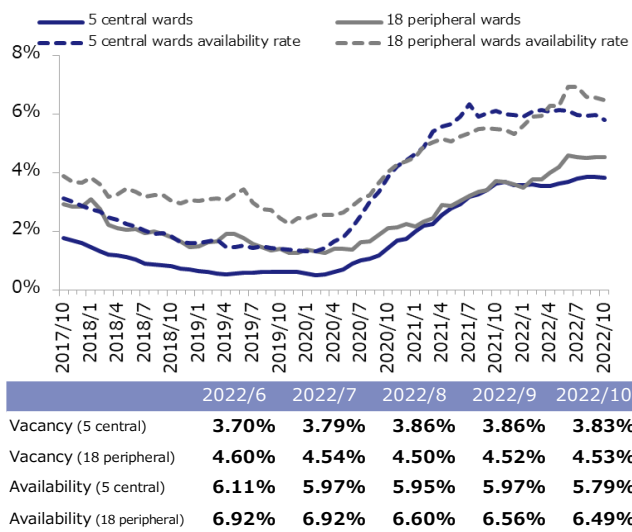 5 central wards 18 peripheral wards
5 central wards availability rate 18 peripheral wards availability rate
8%
6%
4%
2%
0%
2017/10 2018/1 2018/4 2018/7 2018/10 2019/1 2019/4 2019/7 2019/10 2020/1 2020/4 2020/7 2020/10 2021/1 2021/4 2021/7 2021/10 2022/1 2022/4 2022/7 2022/10
2022/6 2022/7 2022/8 2022/9 2022/10
Vacancy (5 central) 3.70% 3.79% 3.86% 3.86% 3.83%
Vacancy (18 peripheral) 4.60% 4.54% 4.50% 4.52% 4.53%
Availability (5 central) 6.11% 5.97% 5.95% 5.97% 5.79%
Availability (18 peripheral) 6.92% 6.92% 6.60% 6.56% 6.49%